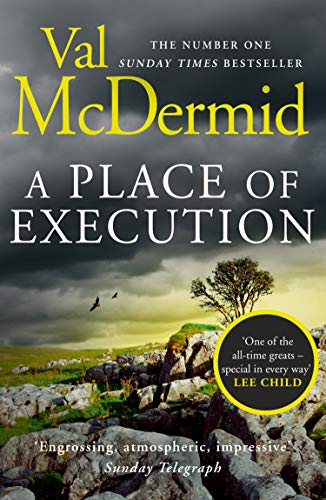 Val
McDermid
THE NUMBER ONE
SUNDAY TIMES BESTSELLER
A PLACE OF
EXECUTION
‘One of the
all-time greats –
special in every way’
LEE CHILD
‘Engrossing, atmospheric, impressive’
Sunday Telegraph